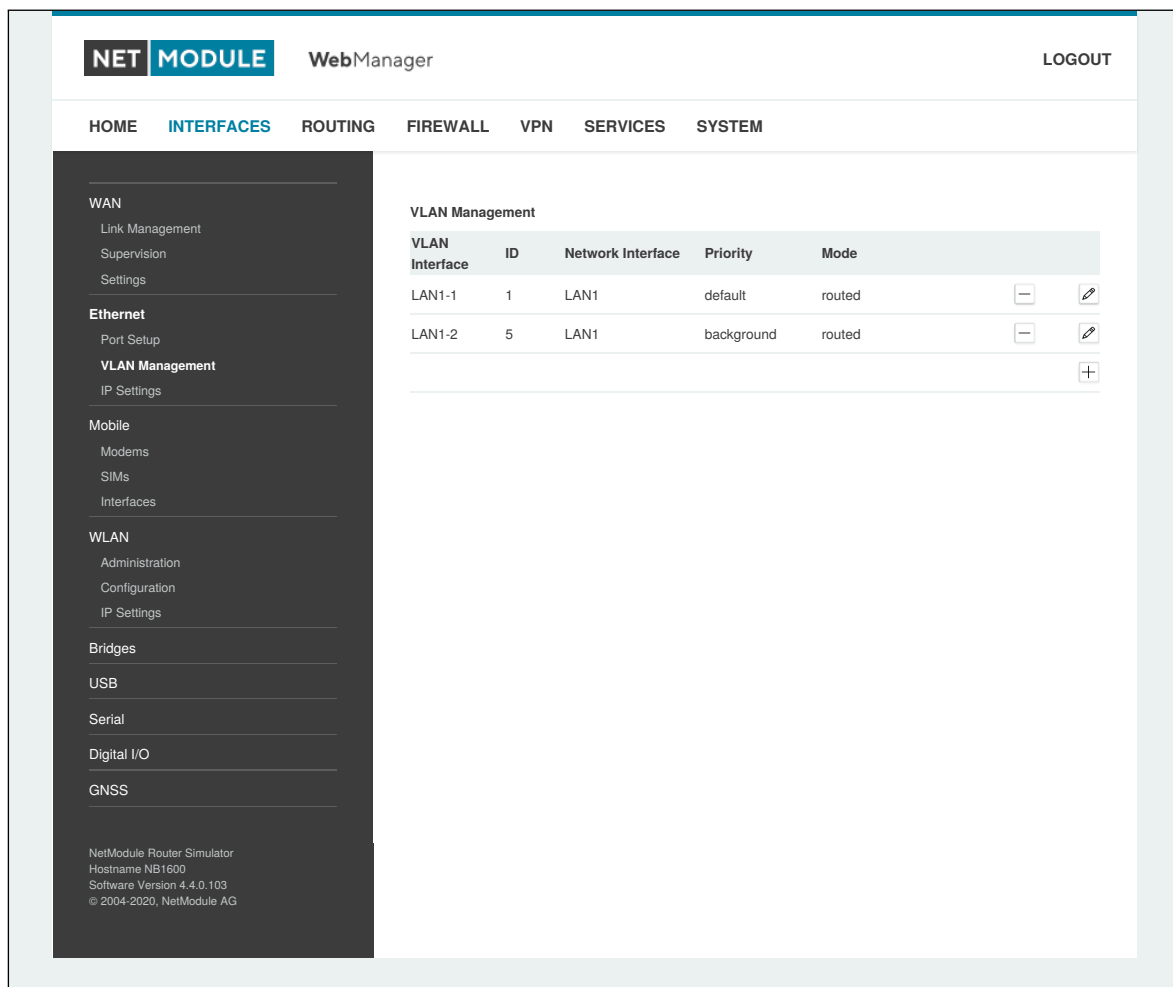 NET MODULE WebManager LOGOUT
HOME INTERFACES ROUTING FIREWALL VPN SERVICES SYSTEM
WAN
Link Management
Supervision
Settings
Ethernet
Port Setup
VLAN Management
IP Settings
Mobile
Modems
SIMs
Interfaces
WLAN
Administration
Configuration
IP Settings
Bridges
USB
Serial
Digital I/O
GNSS
NetModule Router Simulator
Hostname NB1600
Software Version 4.4.0.103
© 2004-2020, NetModule AG
VLAN Management
VLAN Interface ID Network Interface Priority Mode
LAN1-1 1 LAN1 default routed
LAN1-2 5 LAN1 background routed